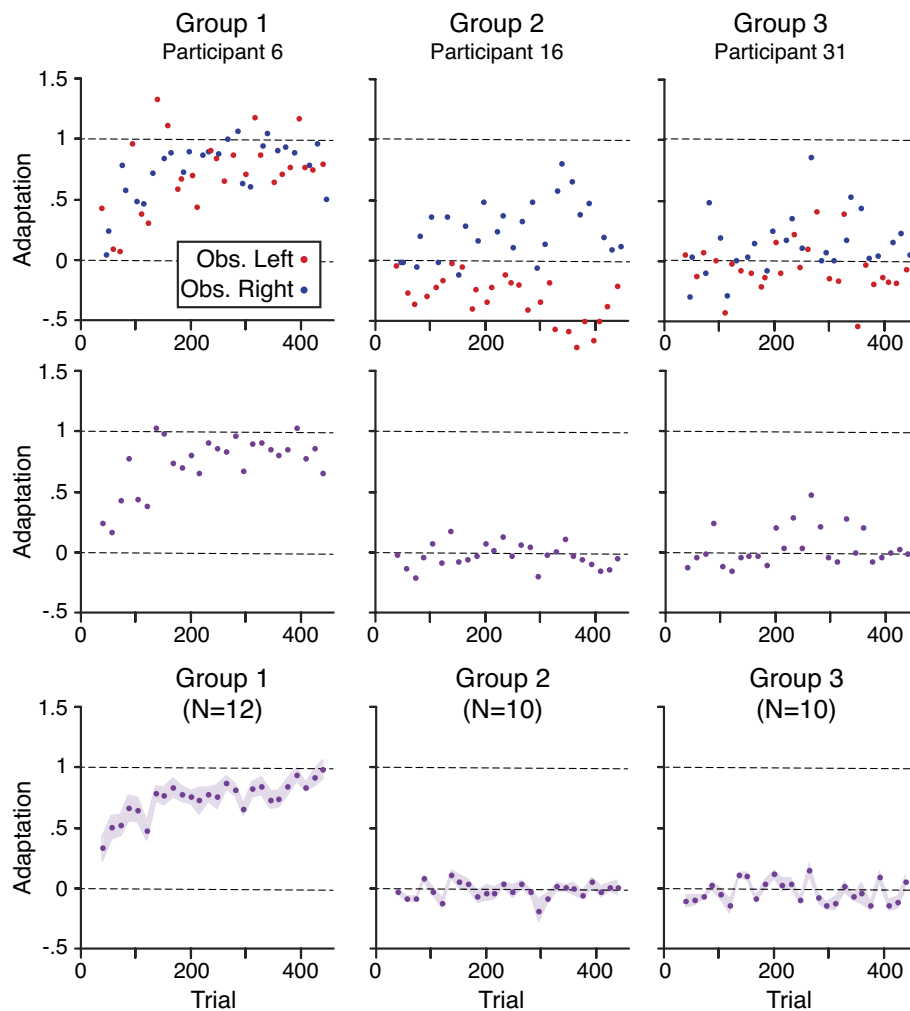 Group 1
Participant 6
Group 2
Participant 16
Group 3
Participant 31
Adaptation
1.5
1
.5
0
-.5
Obs. Left
Obs. Right
0 200 400
0 200 400
0 200 400
Adaptation
1.5
1
.5
0
-.5
0 200 400
0 200 400
0 200 400
Group 1
(N=12)
Group 2
(N=10)
Group 3
(N=10)
Adaptation
1.5
1
.5
0
-.5
0 200 400
0 200 400
0 200 400
Trial
Trial
Trial